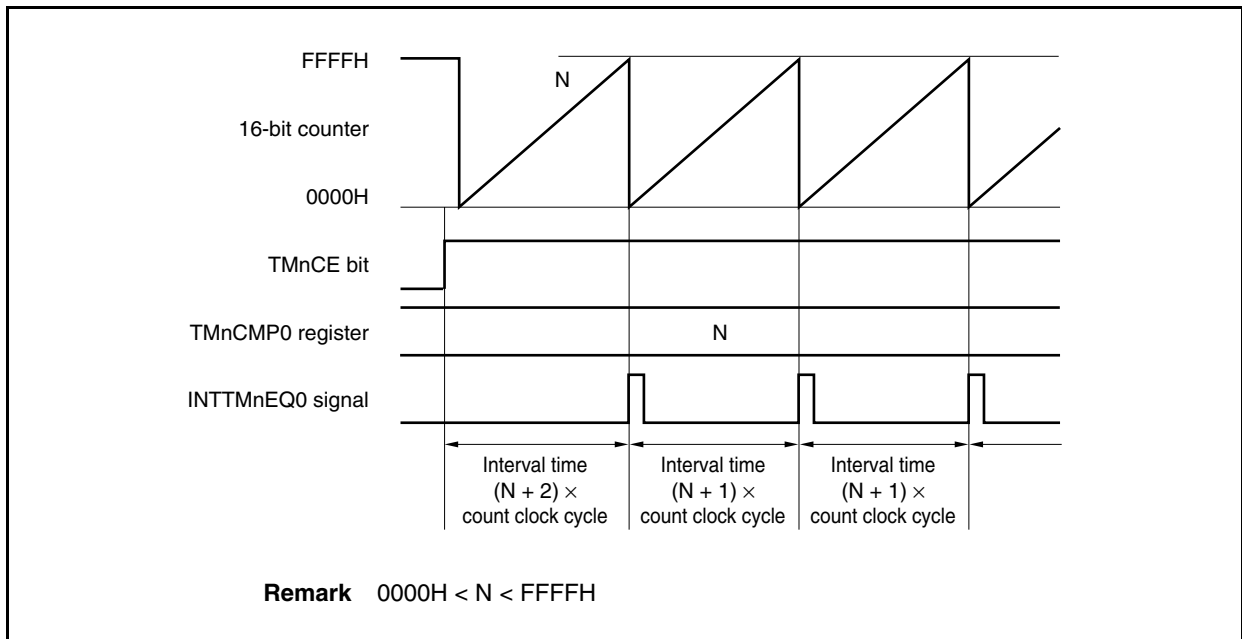 FFFFH
N
16-bit counter
0000H
TMnCE bit
TMnCMP0 register
N
INTTMnEQ0 signal
Interval time
(N + 2) ×
count clock cycle
Interval time
(N + 1) ×
count clock cycle
Interval time
(N + 1) ×
count clock cycle
Remark 0000H < N < FFFFH